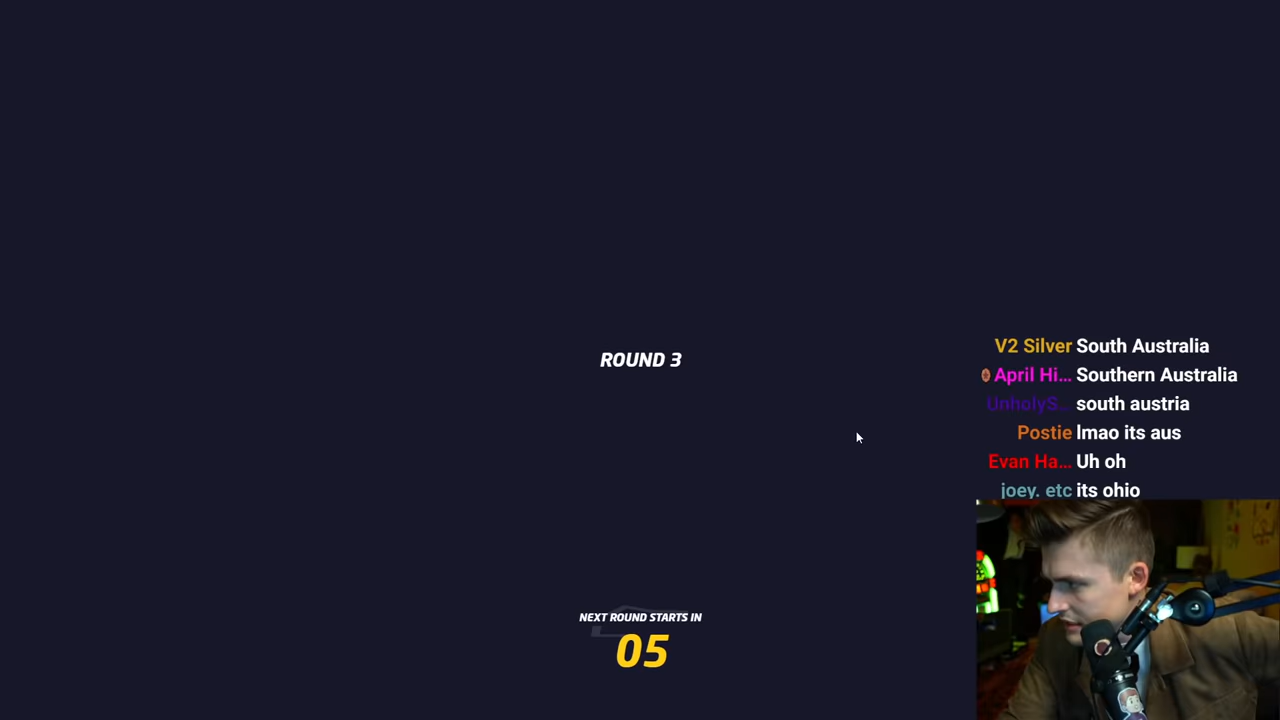 ROUND 3
V2 Silver South Australia
April Hi... Southern Australia
UnholyS... south austria
Postie lmao its aus
Evan Ha... Uh oh
joey. etc its ohio
NEXT ROUND STARTS IN
05